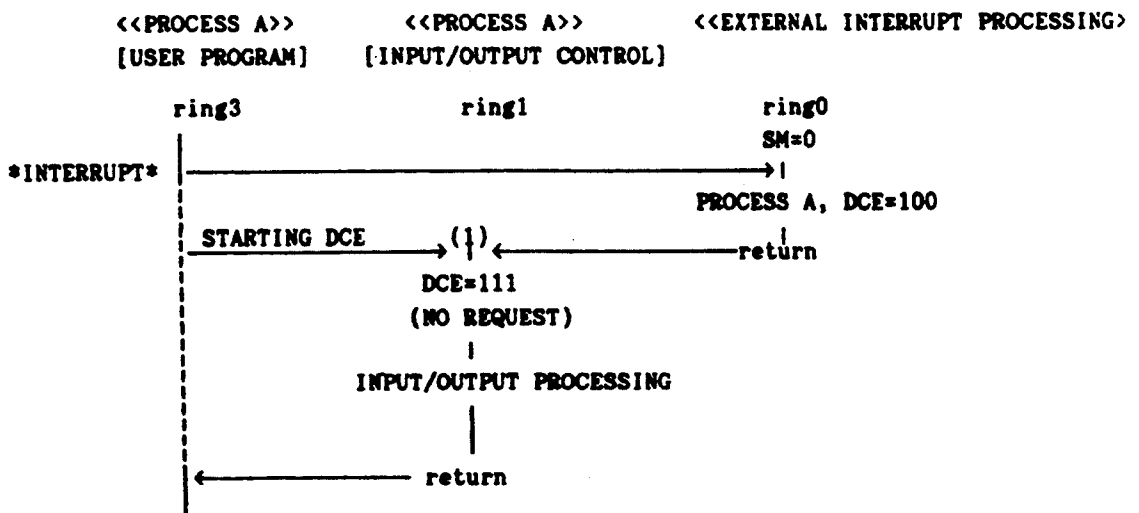 <<PROCESS A>> <<PROCESS A>> <<EXTERNAL INTERRUPT PROCESSING>
[USER PROGRAM] [INPUT/OUTPUT CONTROL]
ring3 ring1 ring0
SM=0
*INTERRUPT*
PROCESS A, DCE=100
STARTING DCE (1) return
DCE=111
(NO REQUEST)
INPUT/OUTPUT PROCESSING
return